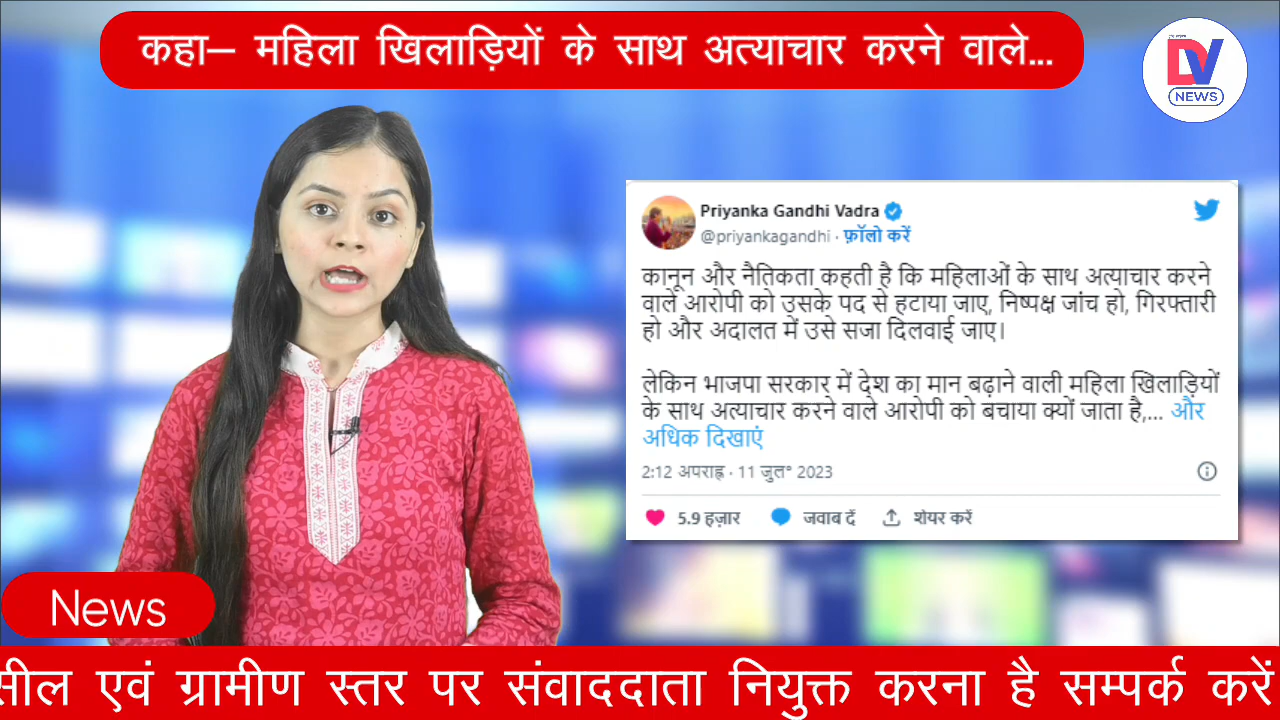 कहा– महिला खिलाड़ियों के साथ अत्याचार करने वाले...
DV
NEWS
Priyanka Gandhi Vadra
@priyankagandhi · फ़ॉलो करें
कानून और नैतिकता कहती है कि महिलाओं के साथ अत्याचार करने
वाले आरोपी को उसके पद से हटाया जाए, निष्पक्ष जांच हो, गिरफ्तारी
हो और अदालत में उसे सजा दिलवाई जाए।
लेकिन भाजपा सरकार में देश का मान बढ़ाने वाली महिला खिलाड़ियों
के साथ अत्याचार करने वाले आरोपी को बचाया क्यों जाता है,... और
अधिक दिखाएं
2:12 अपराह्न · 11 जुल॰ 2023
5.9 हज़ार जवाब दें शेयर करें
News
सील एवं ग्रामीण स्तर पर संवाददाता नियुक्त करना है सम्पर्क करें